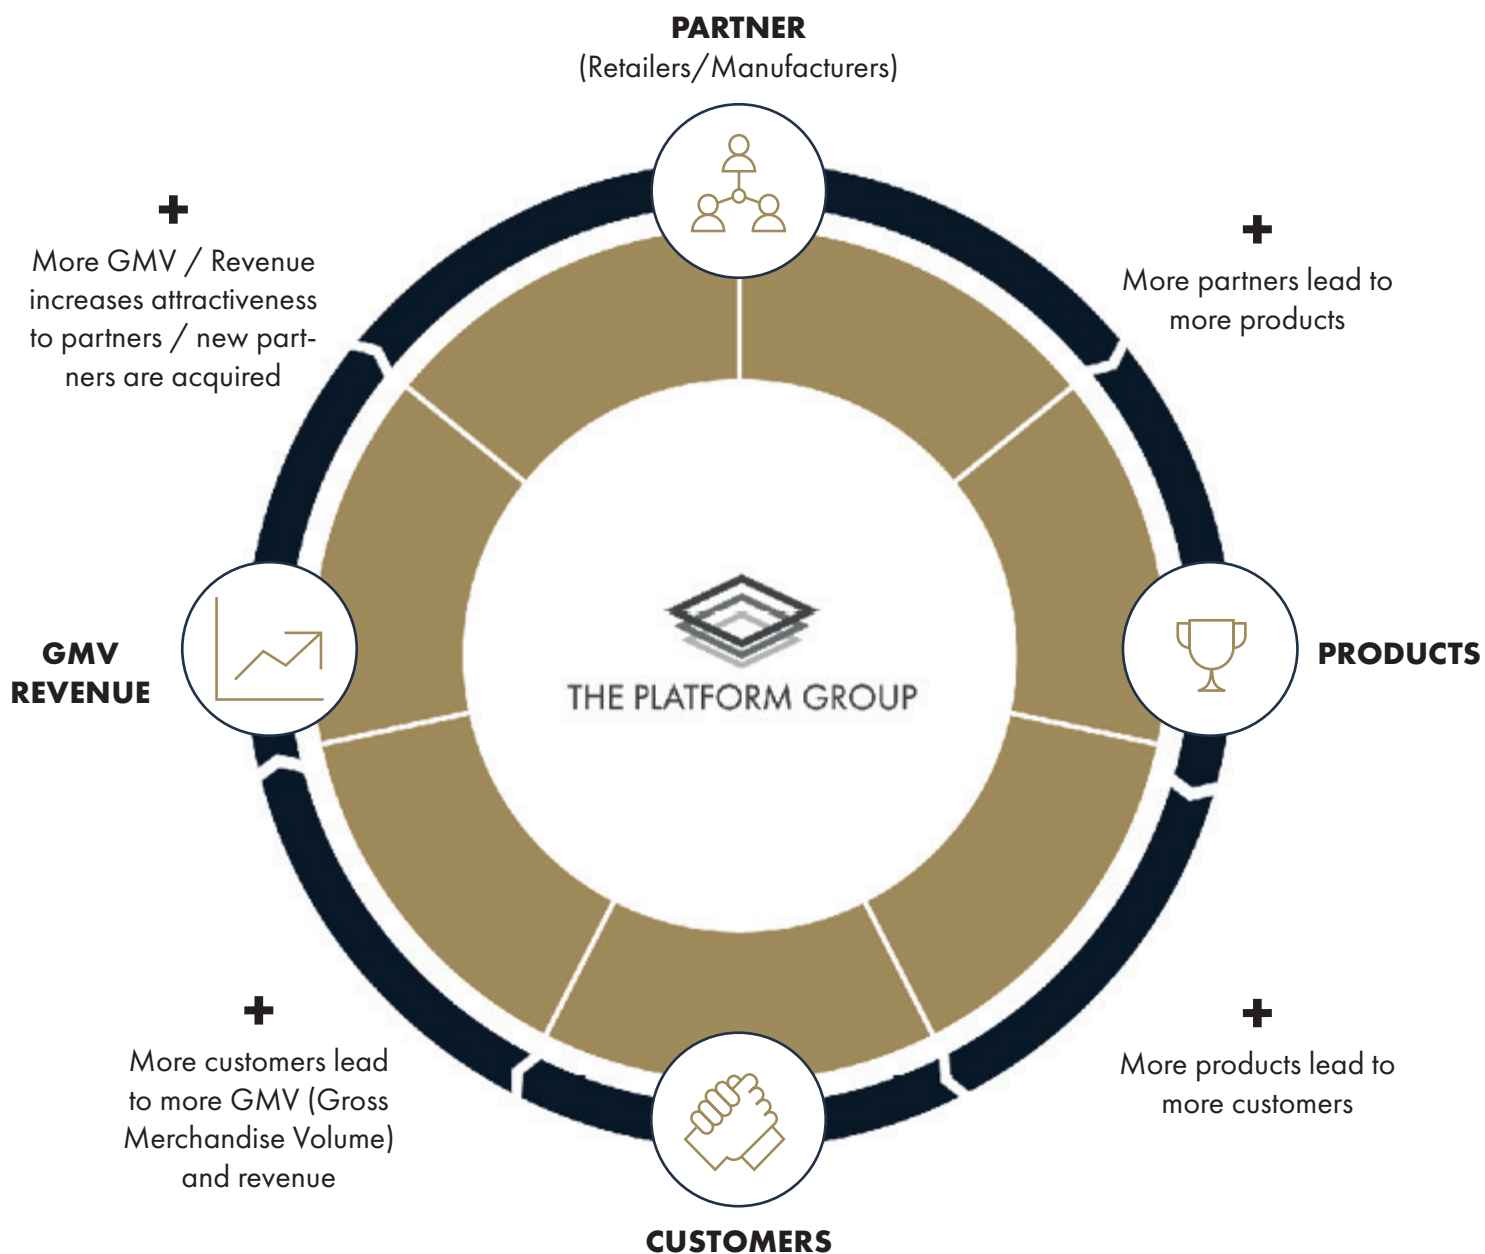 PARTNER
(Retailers/Manufacturers)
+
More GMV / Revenue
increases attractiveness
to partners / new part-
ners are acquired
+
More partners lead to
more products
GMV
REVENUE
THE PLATFORM GROUP
PRODUCTS
+
More customers lead
to more GMV (Gross
Merchandise Volume)
and revenue
+
More products lead to
more customers
CUSTOMERS